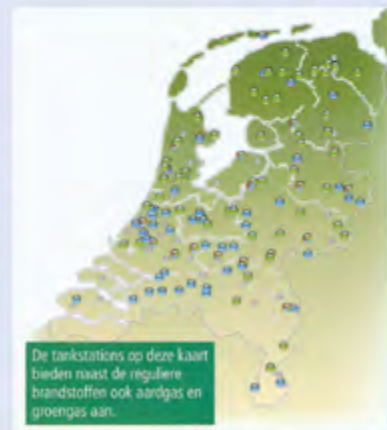 De tankstations op deze kaart
bieden naast de reguliere
brandstoffen ook aardgas en
groengas aan.